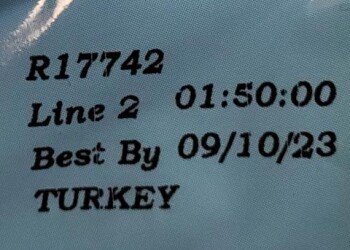 R17742
Line 2 01:50:00
Best By 09/10/23
TURKEY